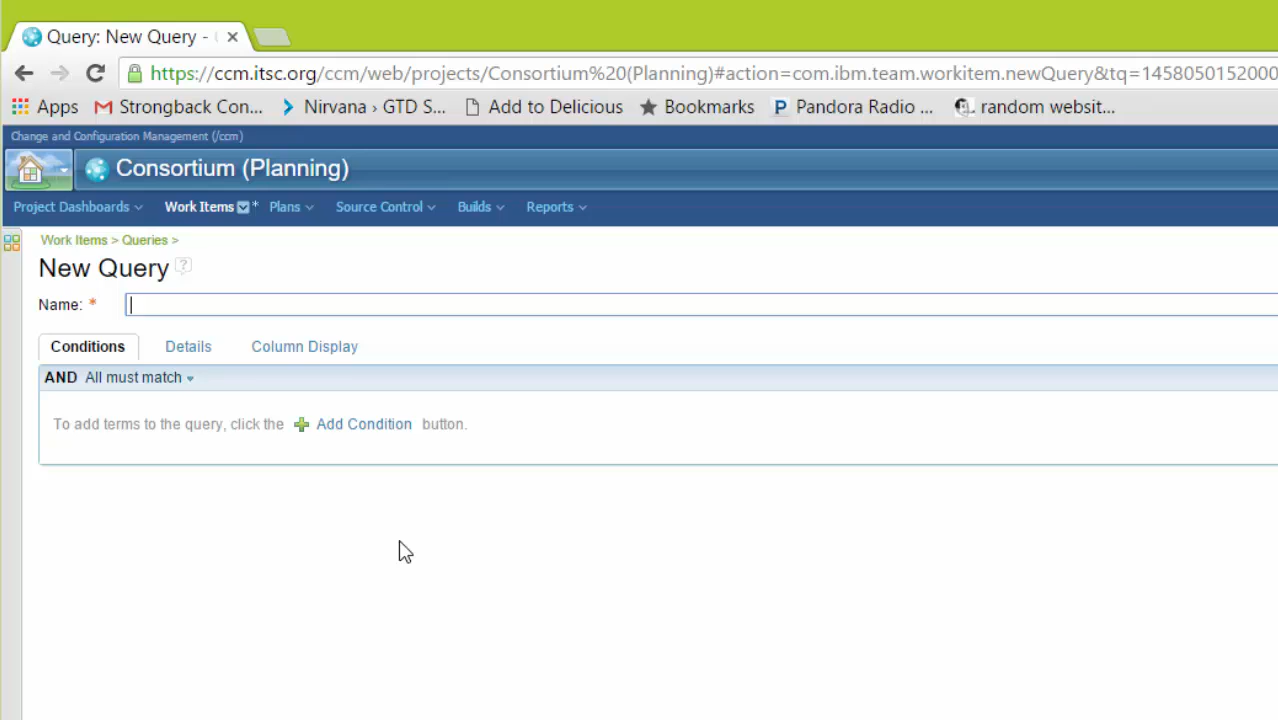 Query: New Query -
https://ccm.itsc.org/ccm/web/projects/Consortium%20(Planning)#action=com.ibm.team.workitem.newQuery&tq=1458050152000
Apps Strongback Con... Nirvana › GTD S... Add to Delicious Bookmarks Pandora Radio ... random websit...
Change and Configuration Management (/ccm)
Consortium (Planning)
Project Dashboards Work Items * Plans Source Control Builds Reports
Work Items > Queries >
New Query ?
Name: *
Conditions Details Column Display
AND All must match
To add terms to the query, click the Add Condition button.